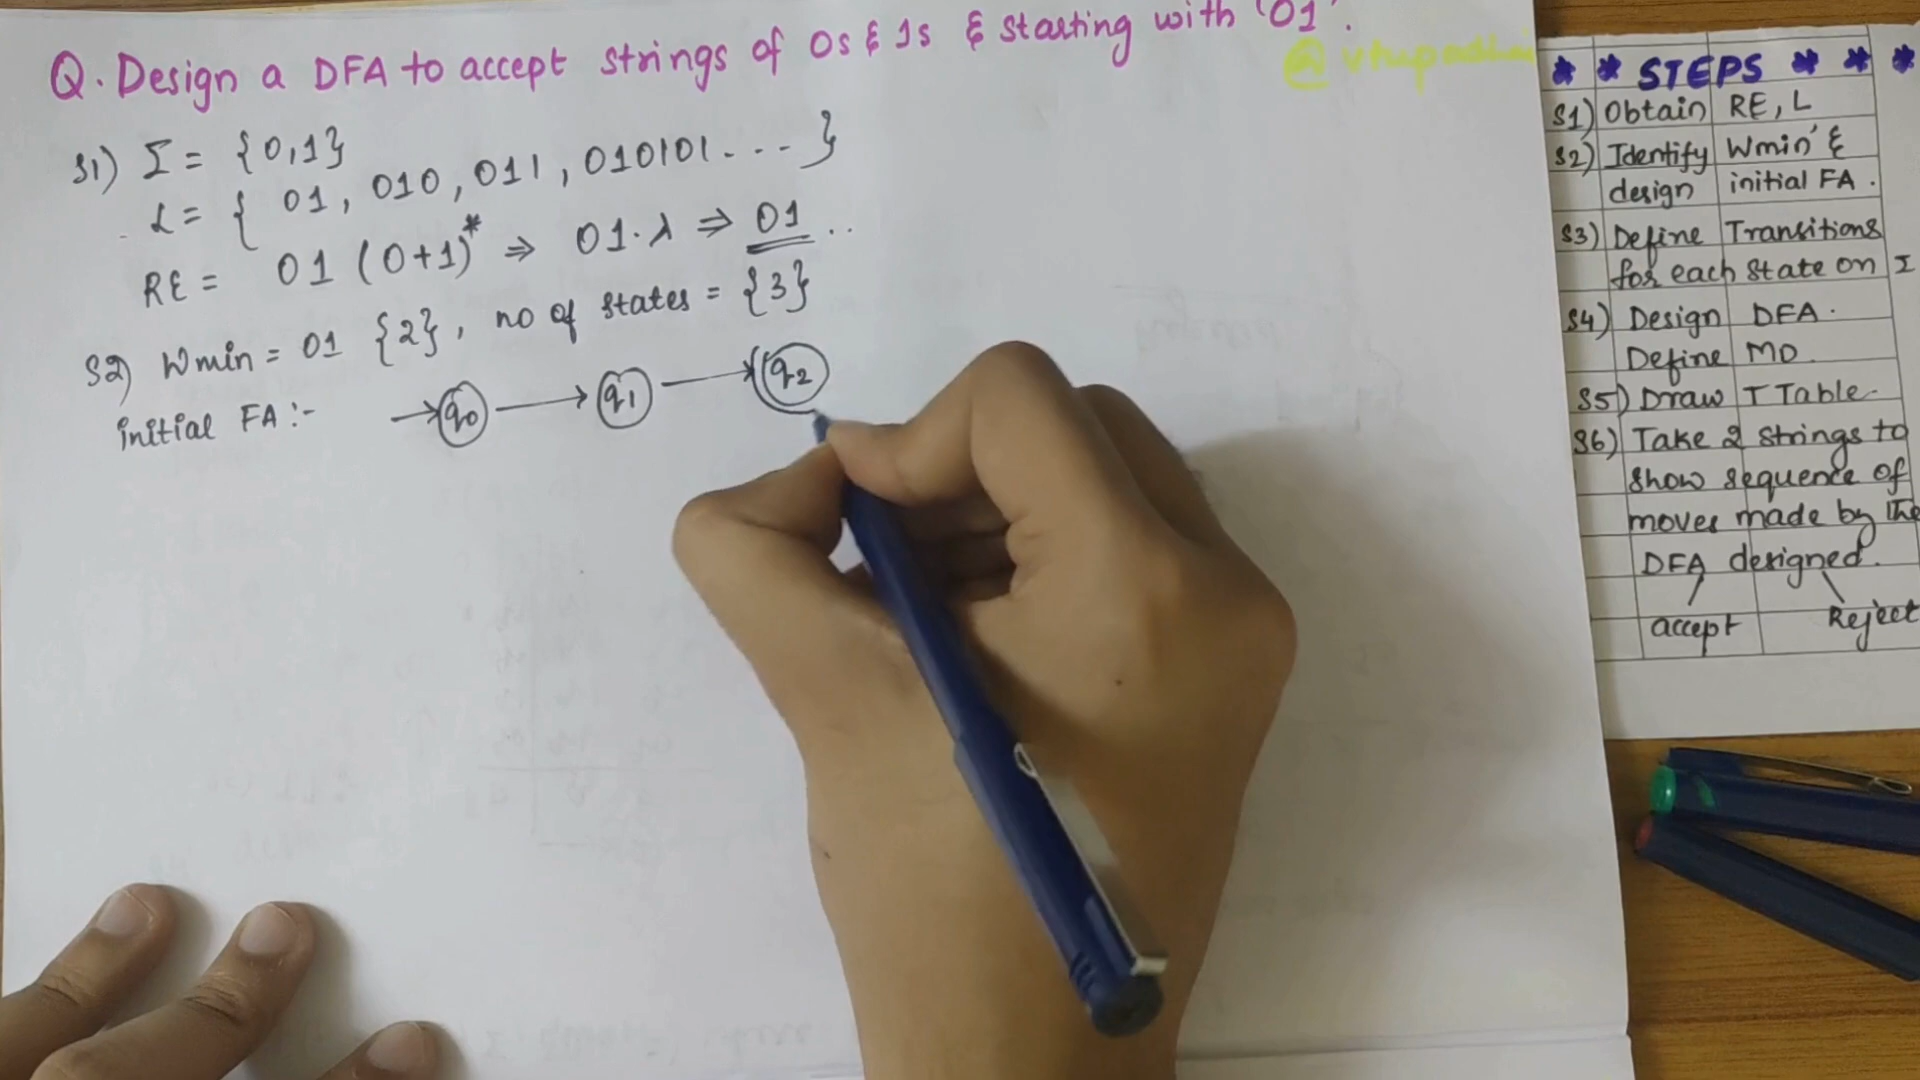 Q. Design a DFA to accept strings of 0s & 1s & starting with '01'.
S1) Σ = {0,1}
L = { 01, 010, 011, 010101.... }
RE = 01 (0+1)* ⇒ 01.λ ⇒ 01 ..
S2) Wmin = 01 {2}, no of states = {3}
initial FA :- → q0 → q1 → q2
* * STEPS * * *
S1) Obtain RE, L
S2) Identify Wmin' &
design initial FA.
S3) Define Transitions
for each state on Σ
S4) Design DFA.
Define MD.
S5) Draw T Table.
S6) Take 2 strings to
show sequence of
moves made by the
DFA designed.
accept Reject